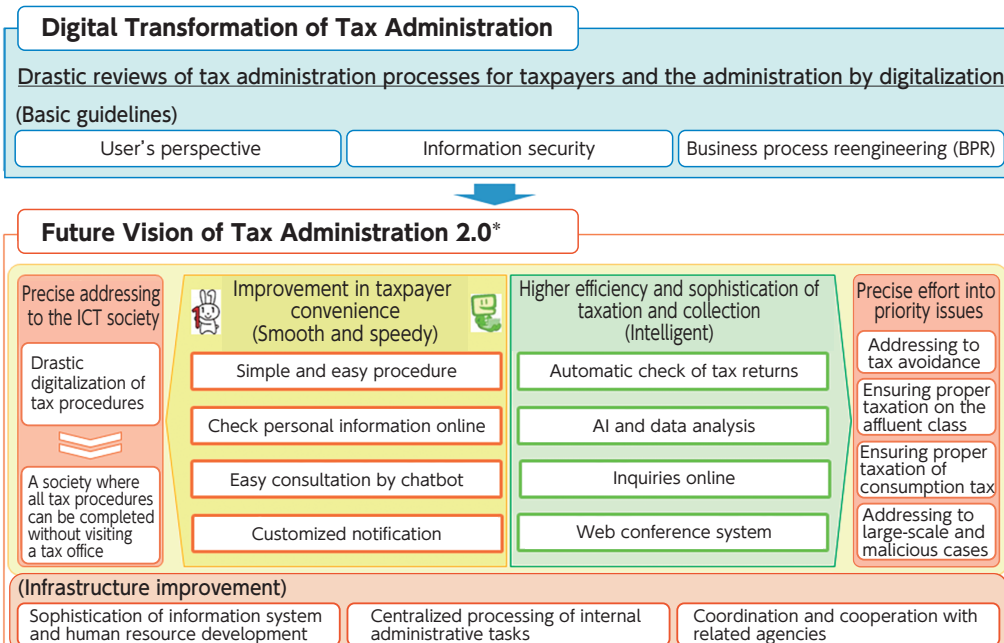 Digital Transformation of Tax Administration
Drastic reviews of tax administration processes for taxpayers and the administration by digitalization
(Basic guidelines)
User's perspective
Information security
Business process reengineering (BPR)
Future Vision of Tax Administration 2.0*
Precise addressing
to the ICT society
Drastic
digitalization of
tax procedures
A society where
all tax procedures
can be completed
without visiting
a tax office
Improvement in taxpayer
convenience
(Smooth and speedy)
Simple and easy procedure
Check personal information online
Easy consultation by chatbot
Customized notification
Higher efficiency and sophistication of
taxation and collection
(Intelligent)
Automatic check of tax returns
AI and data analysis
Inquiries online
Web conference system
Precise effort into
priority issues
Addressing to
tax avoidance
Ensuring proper
taxation on the
affluent class
Ensuring proper
taxation of
consumption tax
Addressing to
large-scale and
malicious cases
(Infrastructure improvement)
Sophistication of information system
and human resource development
Centralized processing of internal
administrative tasks
Coordination and cooperation with
related agencies